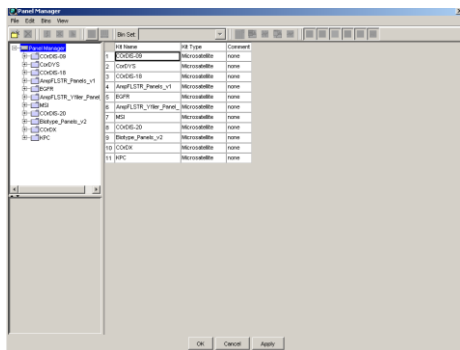 Panel Manager
File Edit Bins View
Bin Set:
Panel Manager
COrDIS-09
CorDYS
COrDIS-18
AmpFLSTR_Panels_v1
EGFR
AmpFLSTR_Yfiler_Panel
MSI
COrDIS-20
Biotype_Panels_v2
COrDX
KPC
Kit Name Kit Type Comment
1 COrDIS-09 Microsatellite none
2 CorDYS Microsatellite none
3 COrDIS-18 Microsatellite none
4 AmpFLSTR_Panels_v1 Microsatellite none
5 EGFR Microsatellite none
6 AmpFLSTR_Yfiler_Panel_ Microsatellite none
7 MSI Microsatellite none
8 COrDIS-20 Microsatellite none
9 Biotype_Panels_v2 Microsatellite none
10 COrDX Microsatellite none
11 KPC Microsatellite none
OK Cancel Apply